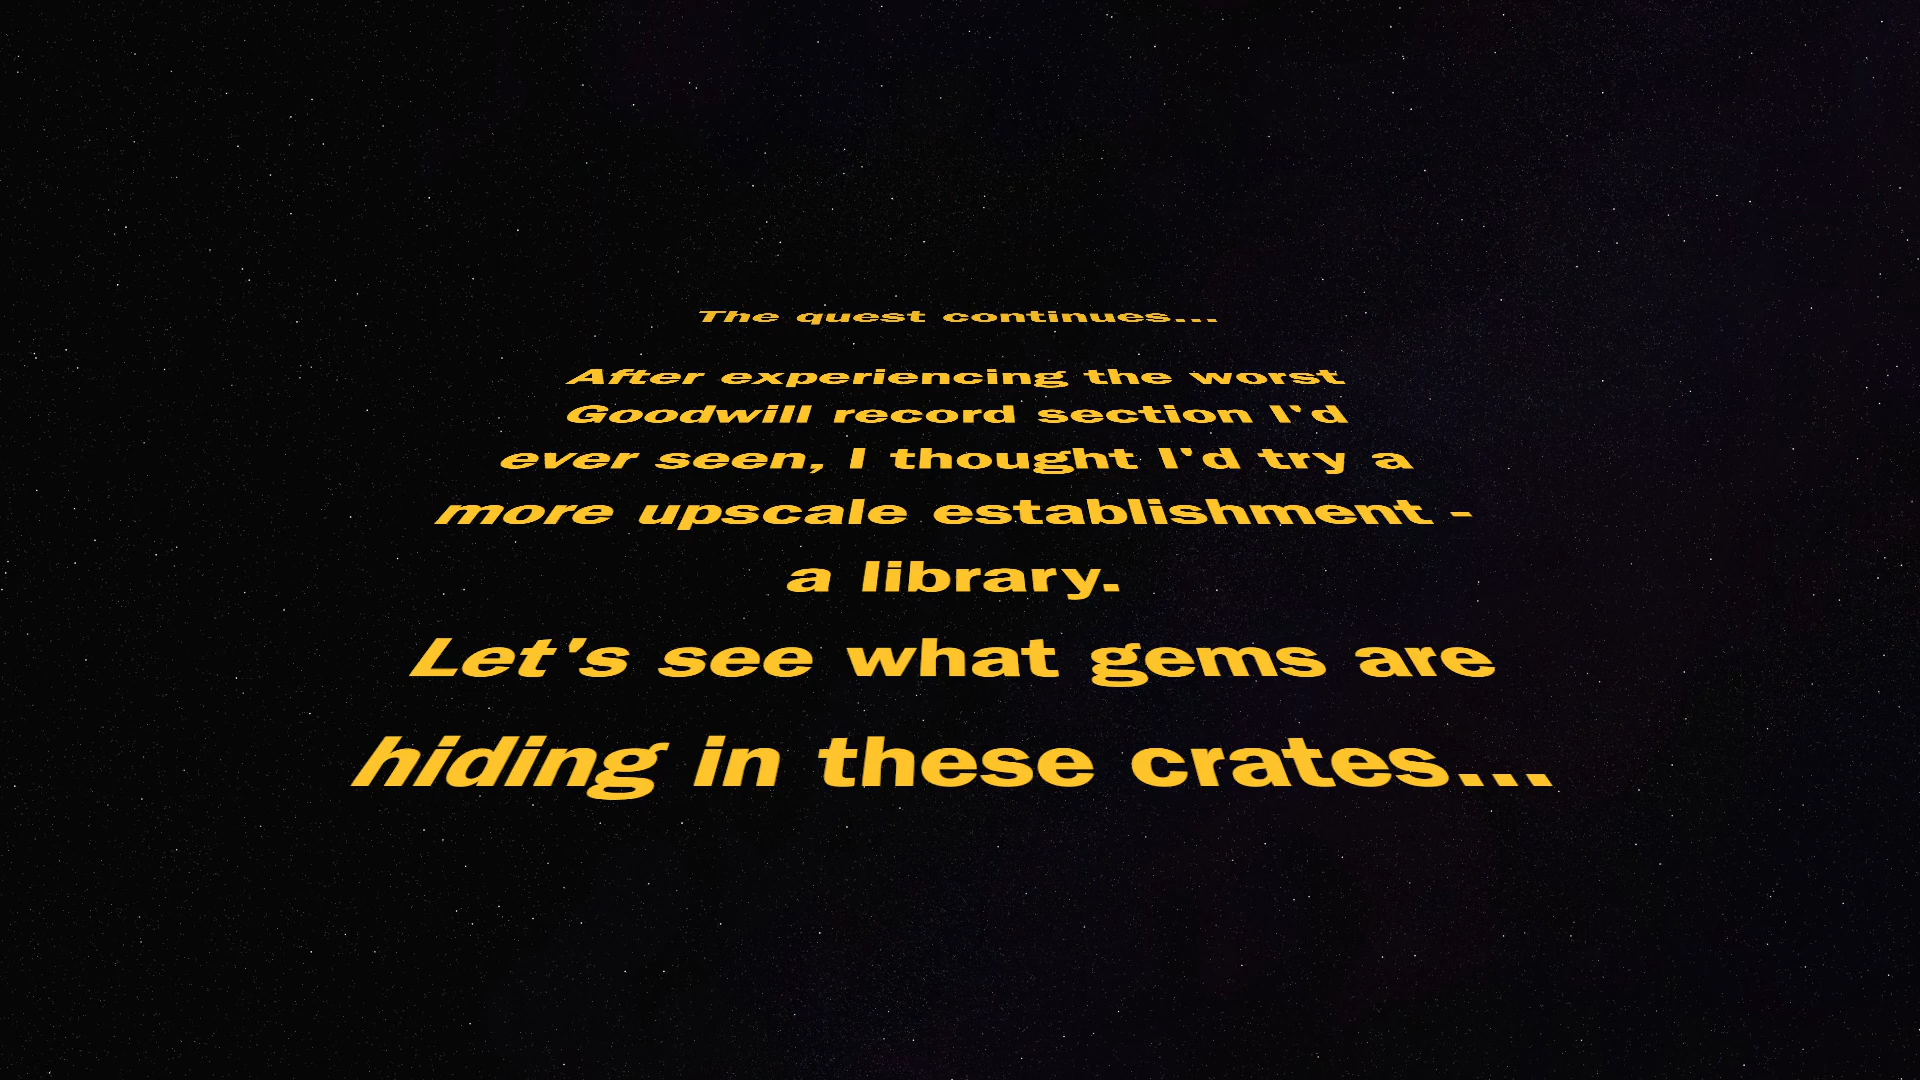 The quest continues...
After experiencing the worst
Goodwill record section I'd
ever seen, I thought I'd try a
more upscale establishment -
a library.
Let's see what gems are
hiding in these crates...